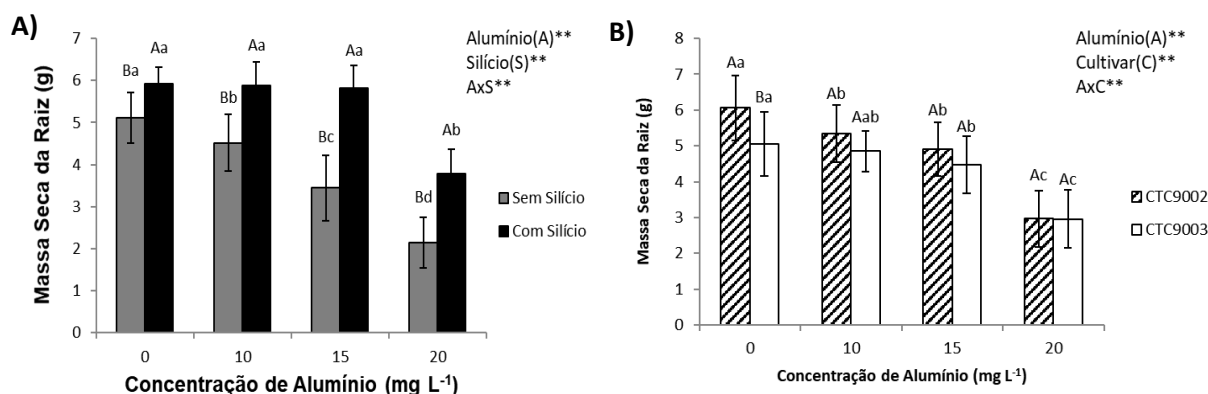 A)
Massa Seca da Raiz (g)
7
6
5
4
3
2
1
0
Ba
Aa
Bb
Aa
Bc
Aa
Bd
Ab
Alumínio(A)**
Silício(S)**
AxS**
Sem Silício
Com Silício
0 10 15 20
Concentração de Alumínio (mg L-1)
B)
Massa Seca da Raiz (g)
8
7
6
5
4
3
2
1
0
Aa
Ba
Ab
Aab
Ab
Ab
Ac
Ac
Alumínio(A)**
Cultivar(C)**
AxC**
CTC9002
CTC9003
0 10 15 20
Concentração de Alumínio (mg L-1)